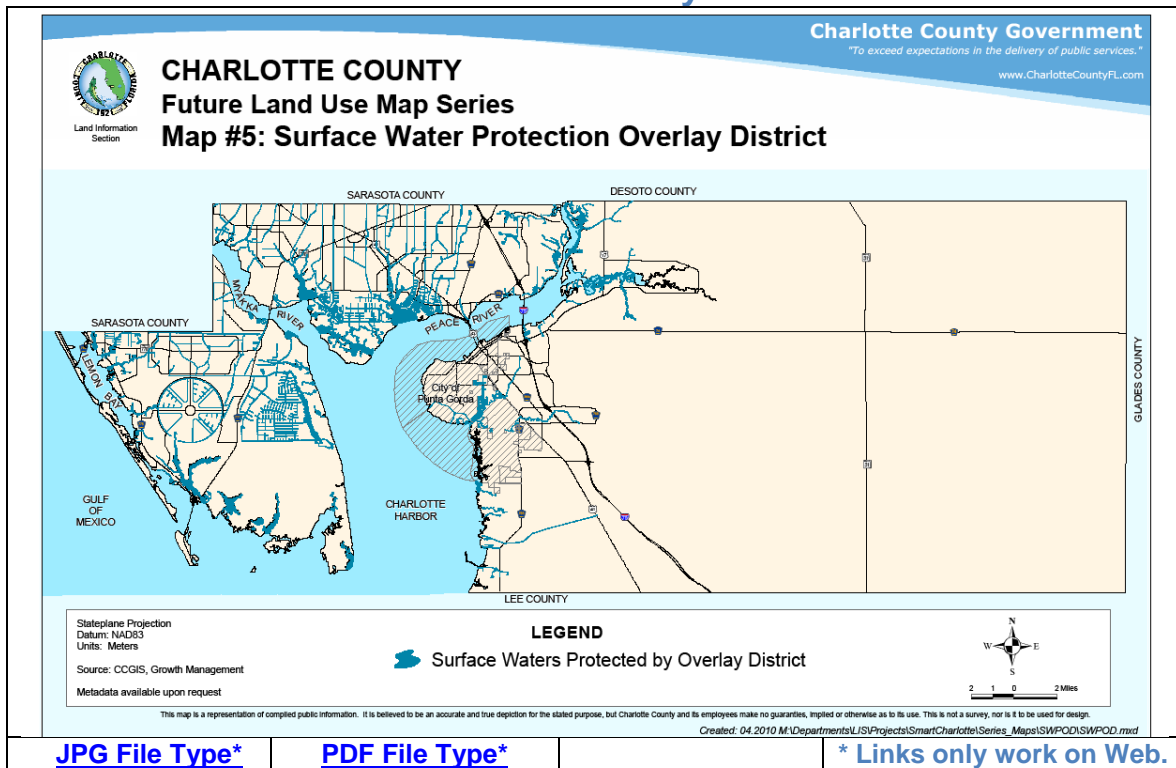 Charlotte County Government
"To exceed expectations in the delivery of public services."
www.CharlotteCountyFL.com
CHARLOTTE COUNTY
Land Information
Section
CHARLOTTE COUNTY
Future Land Use Map Series
Map #5: Surface Water Protection Overlay District
SARASOTA COUNTY
DESOTO COUNTY
MYAKKA RIVER
PEACE RIVER
SARASOTA COUNTY
LEMON BAY
City of
Punta Gorda
GLADES COUNTY
GULF
OF
MEXICO
CHARLOTTE
HARBOR
LEE COUNTY
Stateplane Projection
Datum: NAD83
Units: Meters
Source: CCGIS, Growth Management
Metadata available upon request
LEGEND
Surface Waters Protected by Overlay District
N
W E
S
2 1 0 2 Miles
This map is a representation of compiled public information. It is believed to be an accurate and true depiction for the stated purpose, but Charlotte County and its employees make no guaranties, implied or otherwise as to its use. This is not a survey, nor is it to be used for design.
Created: 04.2010 M:\Departments\LIS\Projects\SmartCharlotte\Series_Maps\SWPOD\SWPOD.mxd
JPG File Type*
PDF File Type*
* Links only work on Web.